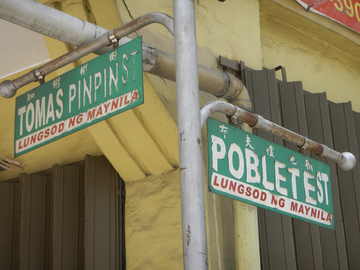 TOMAS PINPIN ST
LUNGSOD NG MAYNILA
POBLETE ST
LUNGSOD NG MAYNILA